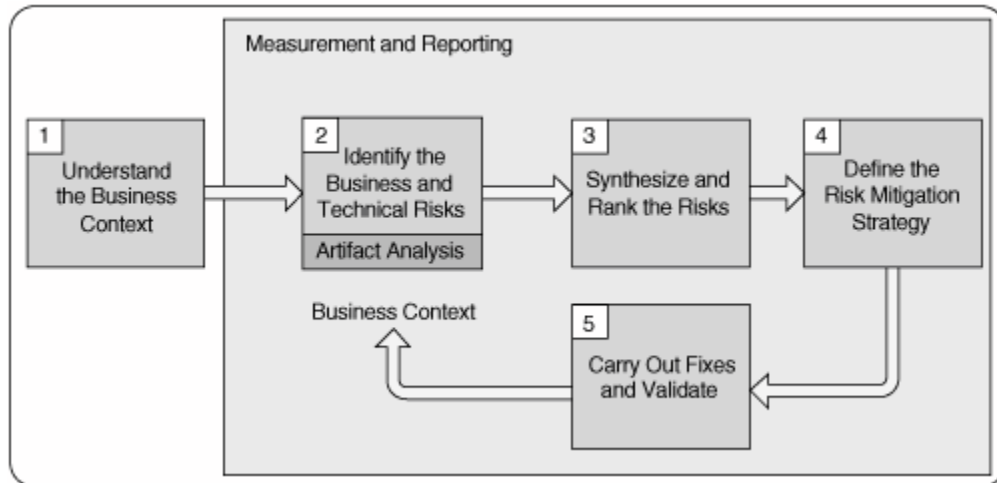 Measurement and Reporting
1
Understand
the Business
Context
2
Identify the
Business and
Technical Risks
Artifact Analysis
3
Synthesize and
Rank the Risks
4
Define the
Risk Mitigation
Strategy
Business Context
5
Carry Out Fixes
and Validate